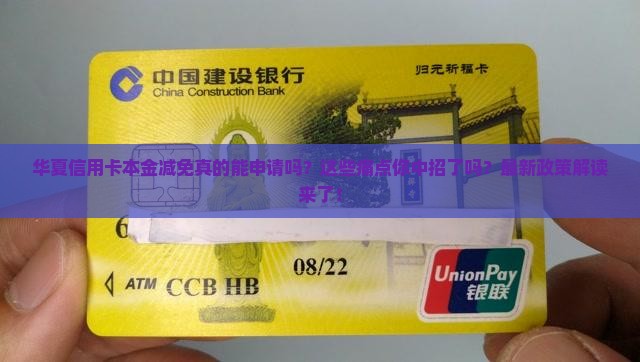 中国建设银行
China Construction Bank
归元祈福卡
华夏信用卡本金减免真的能申请吗？这些痛点你中招了吗？最新政策解读
来了！
6
08/22
ATM
CCB HB
UnionPay
银联